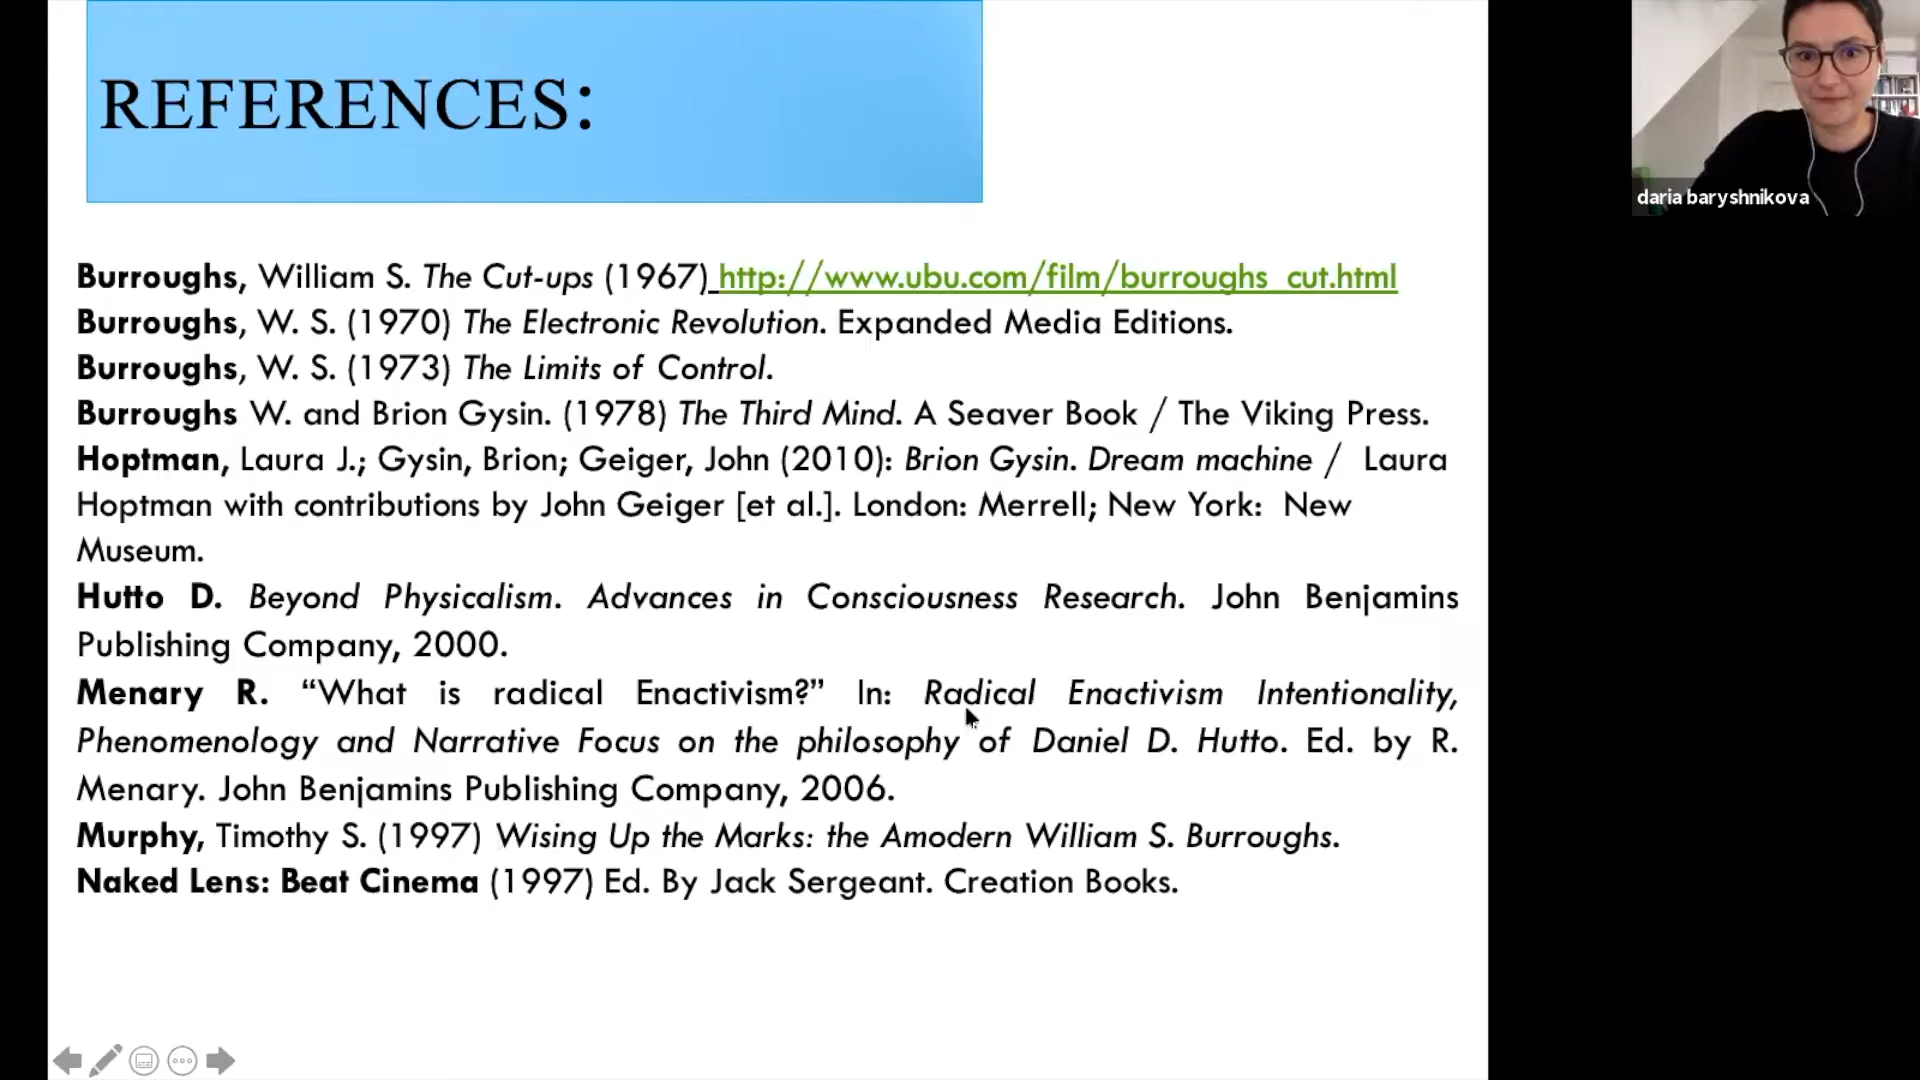 REFERENCES:
daria baryshnikova
Burroughs, William S. The Cut-ups (1967) http://www.ubu.com/film/burroughs_cut.html
Burroughs, W. S. (1970) The Electronic Revolution. Expanded Media Editions.
Burroughs, W. S. (1973) The Limits of Control.
Burroughs W. and Brion Gysin. (1978) The Third Mind. A Seaver Book / The Viking Press.
Hoptman, Laura J.; Gysin, Brion; Geiger, John (2010): Brion Gysin. Dream machine / Laura
Hoptman with contributions by John Geiger [et al.]. London: Merrell; New York: New
Museum.
Hutto D. Beyond Physicalism. Advances in Consciousness Research. John Benjamins
Publishing Company, 2000.
Menary R. “What is radical Enactivism?” In: Radical Enactivism Intentionality,
Phenomenology and Narrative Focus on the philosophy of Daniel D. Hutto. Ed. by R.
Menary. John Benjamins Publishing Company, 2006.
Murphy, Timothy S. (1997) Wising Up the Marks: the Amodern William S. Burroughs.
Naked Lens: Beat Cinema (1997) Ed. By Jack Sergeant. Creation Books.